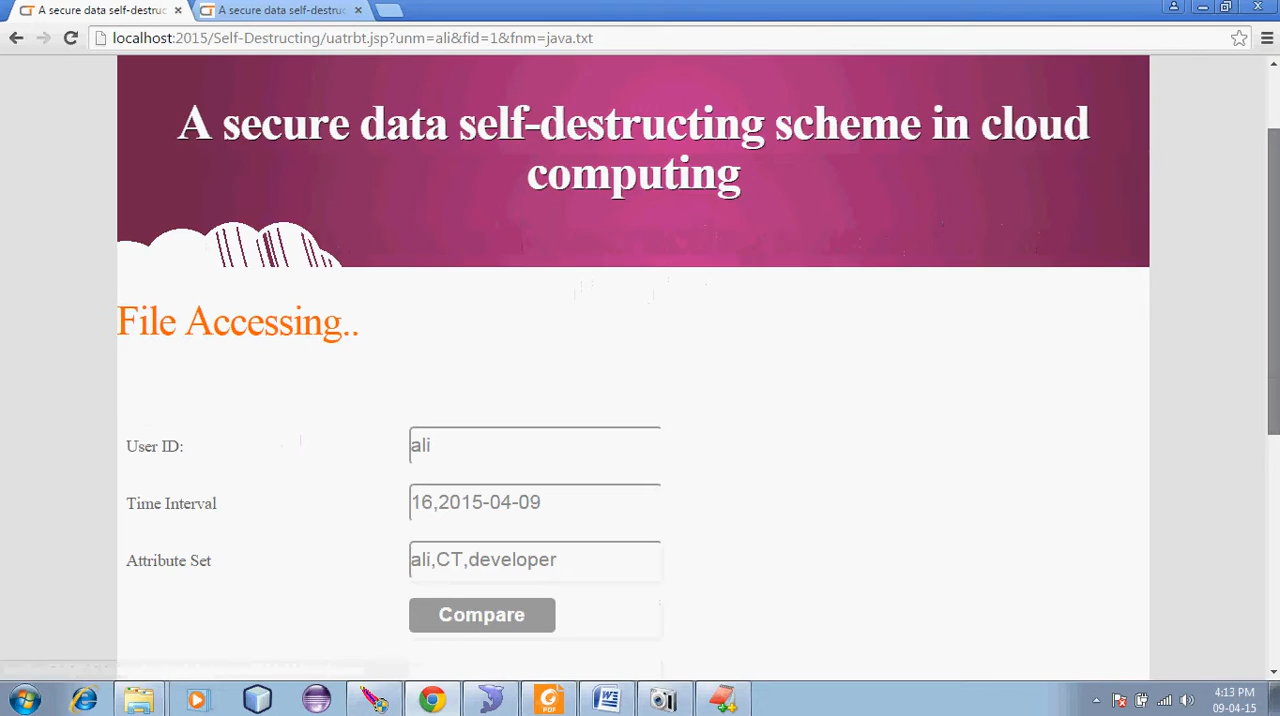 A secure data self-destruc
A secure data self-destruc
localhost:2015/Self-Destructing/uatrbt.jsp?unm=ali&fid=1&fnm=java.txt
A secure data self-destructing scheme in cloud
computing
File Accessing..
User ID:
ali
Time Interval
16,2015-04-09
Attribute Set
ali,CT,developer
Compare
4:13 PM
09-04-15